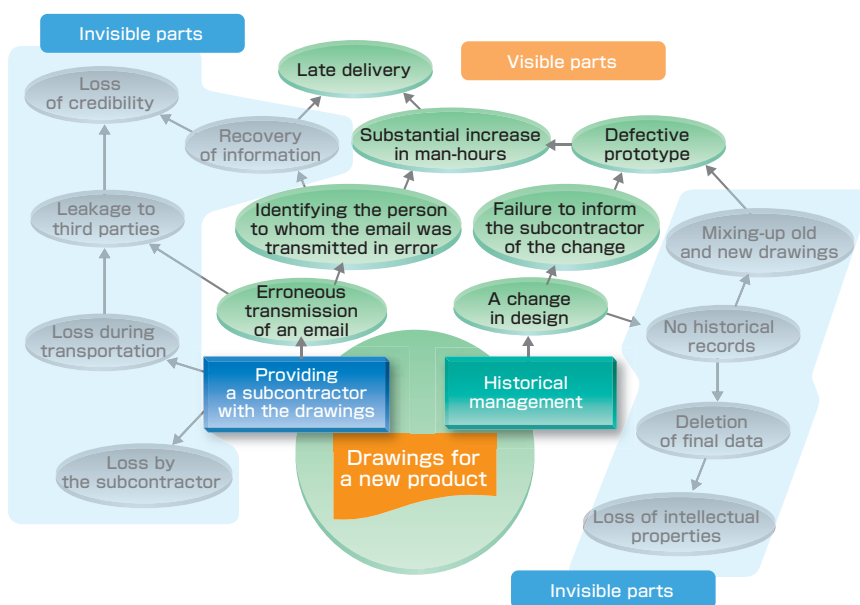 Invisible parts
Visible parts
Late delivery
Loss
of credibility
Recovery
of information
Substantial increase
in man-hours
Defective
prototype
Leakage to
third parties
Identifying the person
to whom the email was
transmitted in error
Failure to inform
the subcontractor
of the change
Mixing-up old
and new drawings
Erroneous
transmission
of an email
A change
in design
Loss during
transportation
No historical
records
Providing
a subcontractor
with the drawings
Historical
management
Deletion
of final data
Loss by
the subcontractor
Drawings for
a new product
Loss of intellectual
properties
Invisible parts